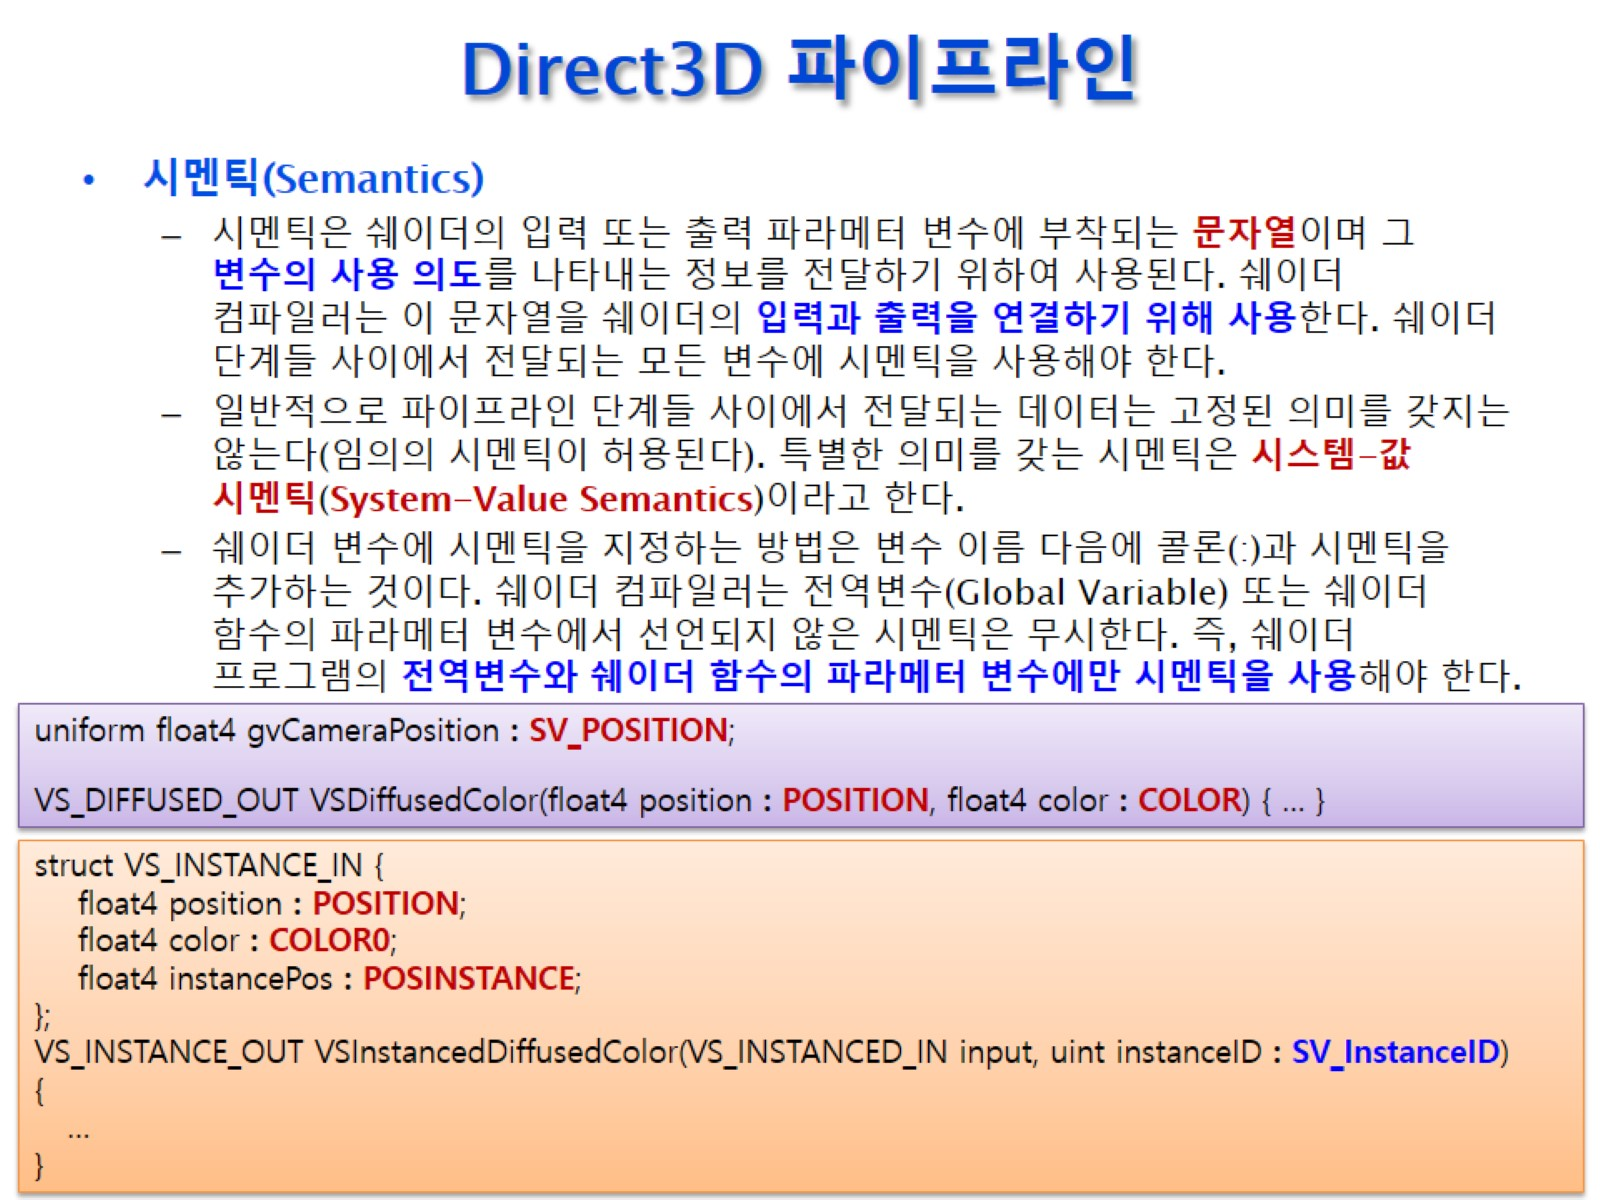 Direct3D 파이프라인
• 시멘틱(Semantics)
– 시멘틱은 쉐이더의 입력 또는 출력 파라메터 변수에 부착되는 문자열이며 그
변수의 사용 의도를 나타내는 정보를 전달하기 위하여 사용된다. 쉐이더
컴파일러는 이 문자열을 쉐이더의 입력과 출력을 연결하기 위해 사용한다. 쉐이더
단계들 사이에서 전달되는 모든 변수에 시멘틱을 사용해야 한다.
– 일반적으로 파이프라인 단계들 사이에서 전달되는 데이터는 고정된 의미를 갖지는
않는다(임의의 시멘틱이 허용된다). 특별한 의미를 갖는 시멘틱은 시스템-값
시멘틱(System-Value Semantics)이라고 한다.
– 쉐이더 변수에 시멘틱을 지정하는 방법은 변수 이름 다음에 콜론(:)과 시멘틱을
추가하는 것이다. 쉐이더 컴파일러는 전역변수(Global Variable) 또는 쉐이더
함수의 파라메터 변수에서 선언되지 않은 시멘틱은 무시한다. 즉, 쉐이더
프로그램의 전역변수와 쉐이더 함수의 파라메터 변수에만 시멘틱을 사용해야 한다.
uniform float4 gvCameraPosition : SV_POSITION;
VS_DIFFUSED_OUT VSDiffusedColor(float4 position : POSITION, float4 color : COLOR) { ... }
struct VS_INSTANCE_IN {
float4 position : POSITION;
float4 color : COLOR0;
float4 instancePos : POSINSTANCE;
};
VS_INSTANCE_OUT VSInstancedDiffusedColor(VS_INSTANCED_IN input, uint instanceID : SV_InstanceID)
{
...
}